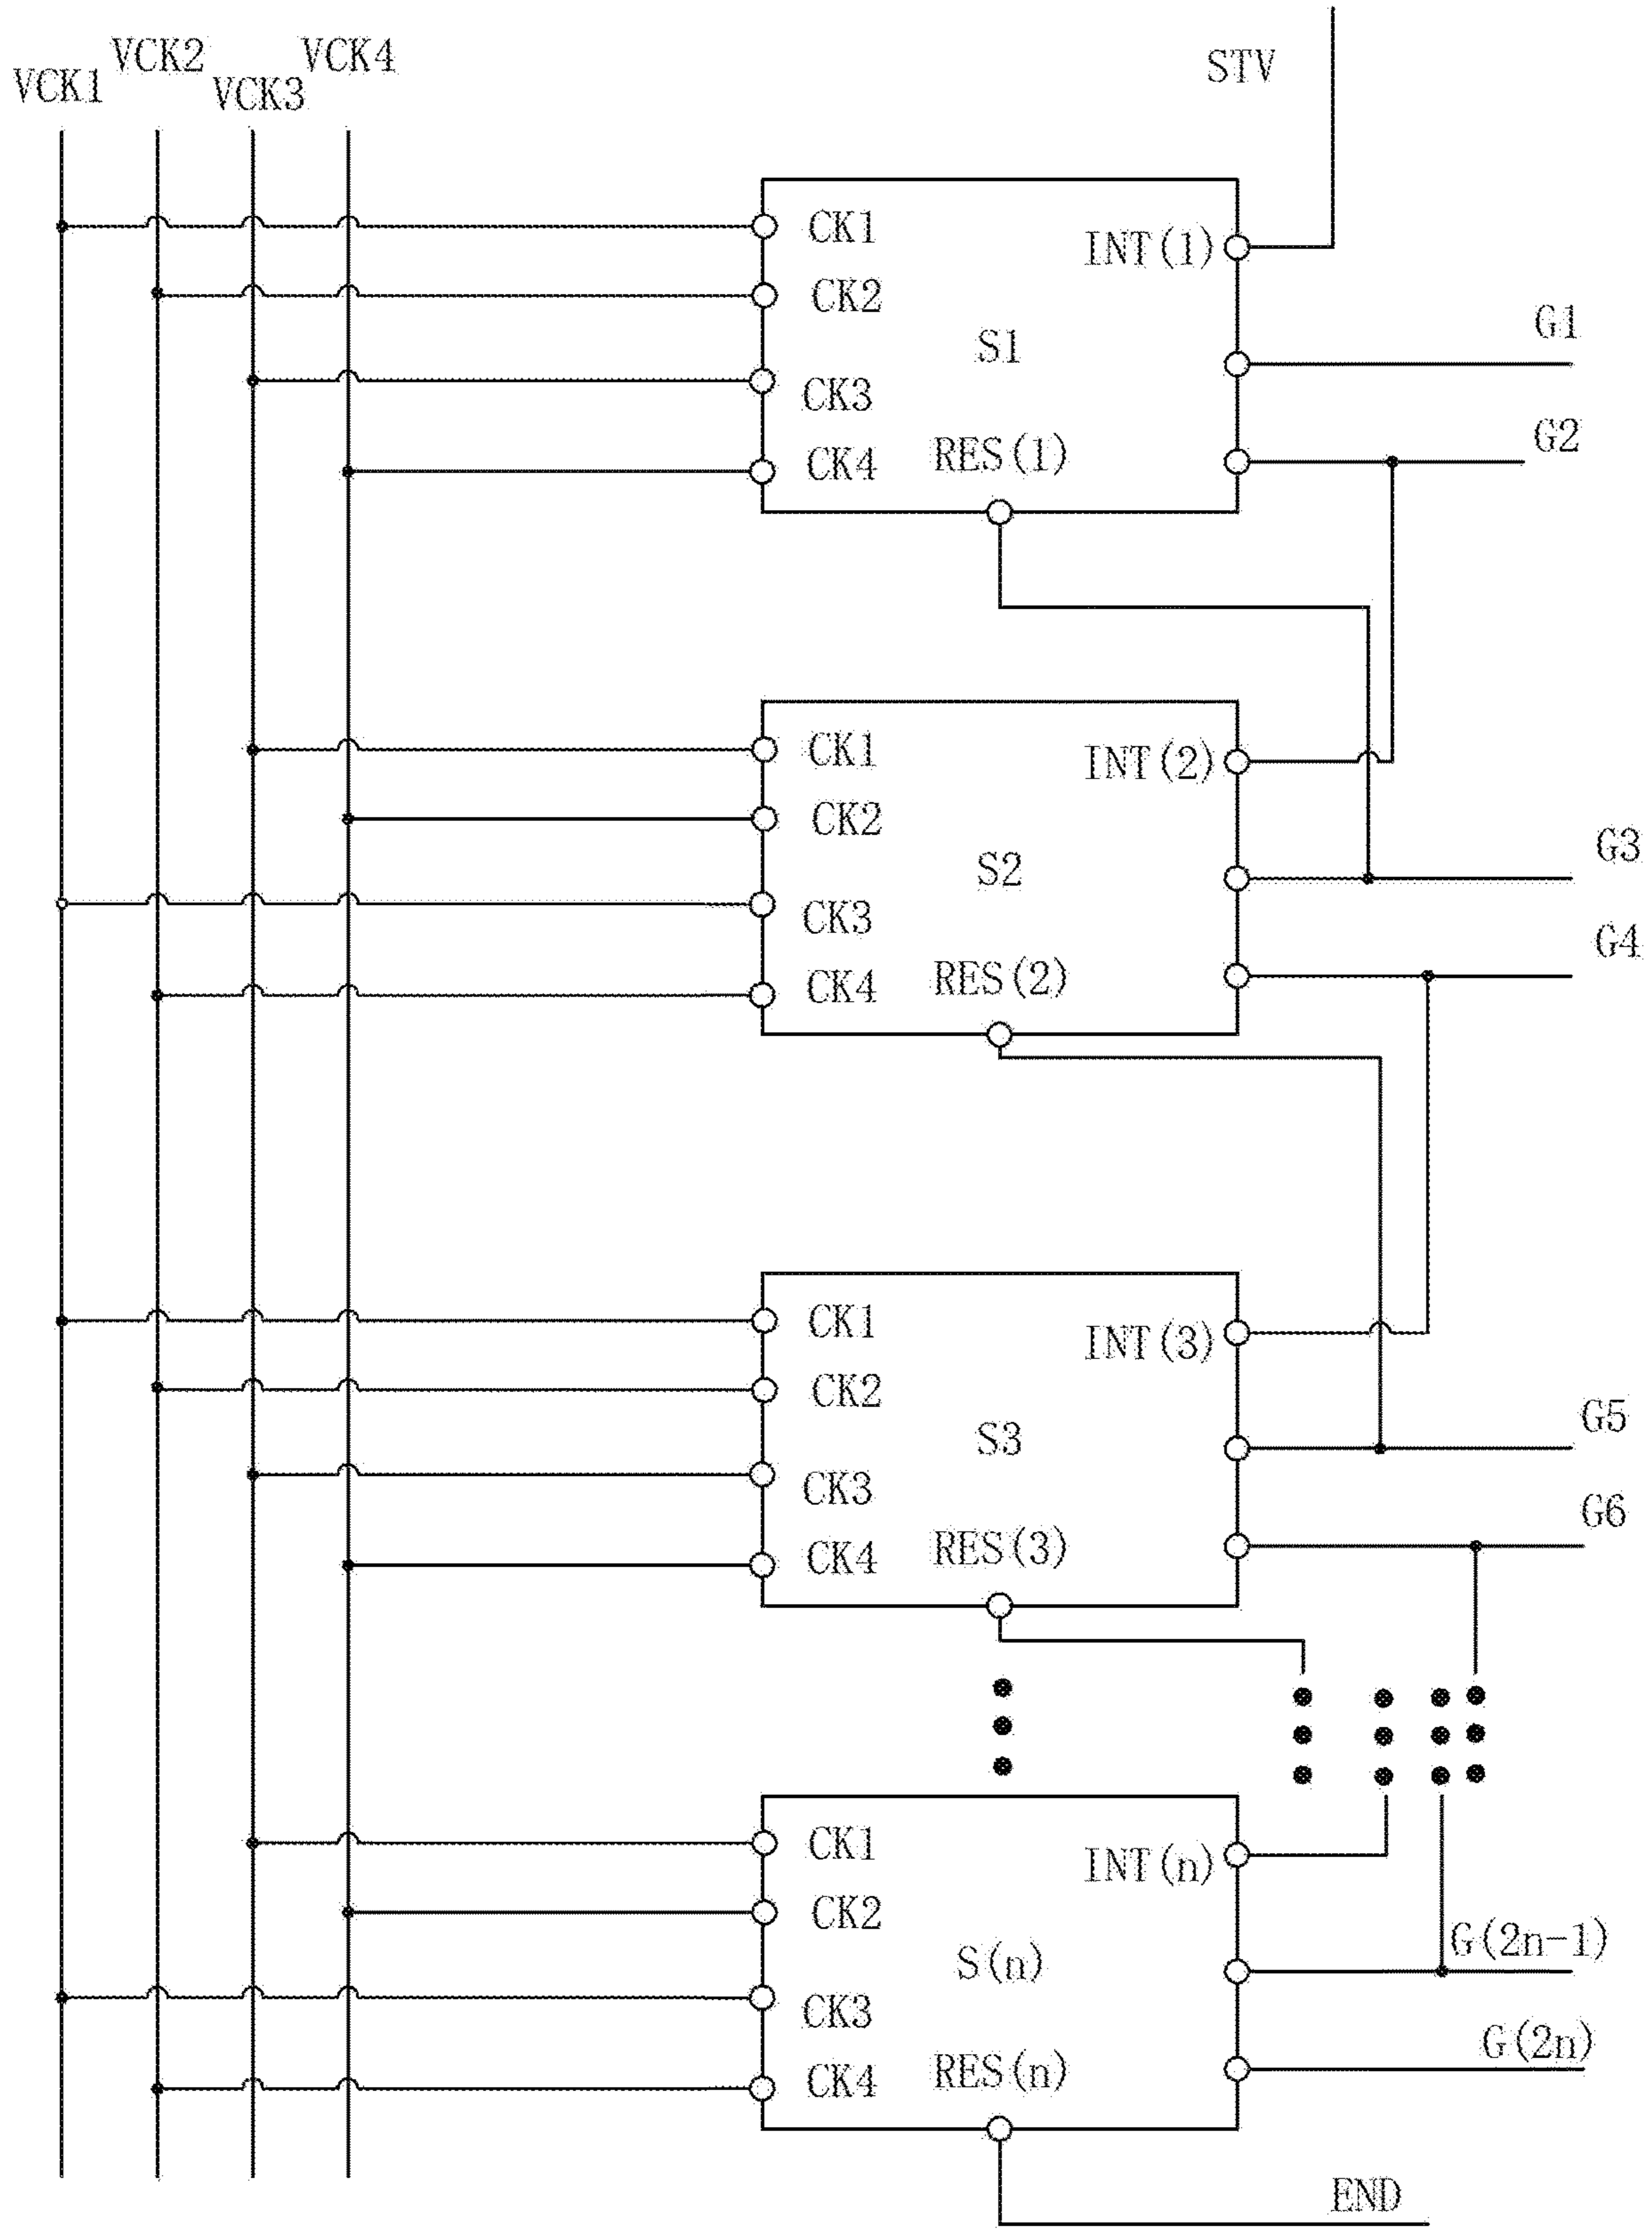 VCK1
VCK2
VCK3
VCK4
STV
CK1
INT(1)
CK2
G1
S1
CK3
G2
CK4
RES(1)
CK1
INT(2)
CK2
G3
S2
CK3
G4
CK4
RES(2)
CK1
INT(3)
CK2
G5
S3
CK3
G6
CK4
RES(3)
CK1
INT(n)
CK2
G(2n-1)
S(n)
CK3
G(2n)
CK4
RES(n)
END